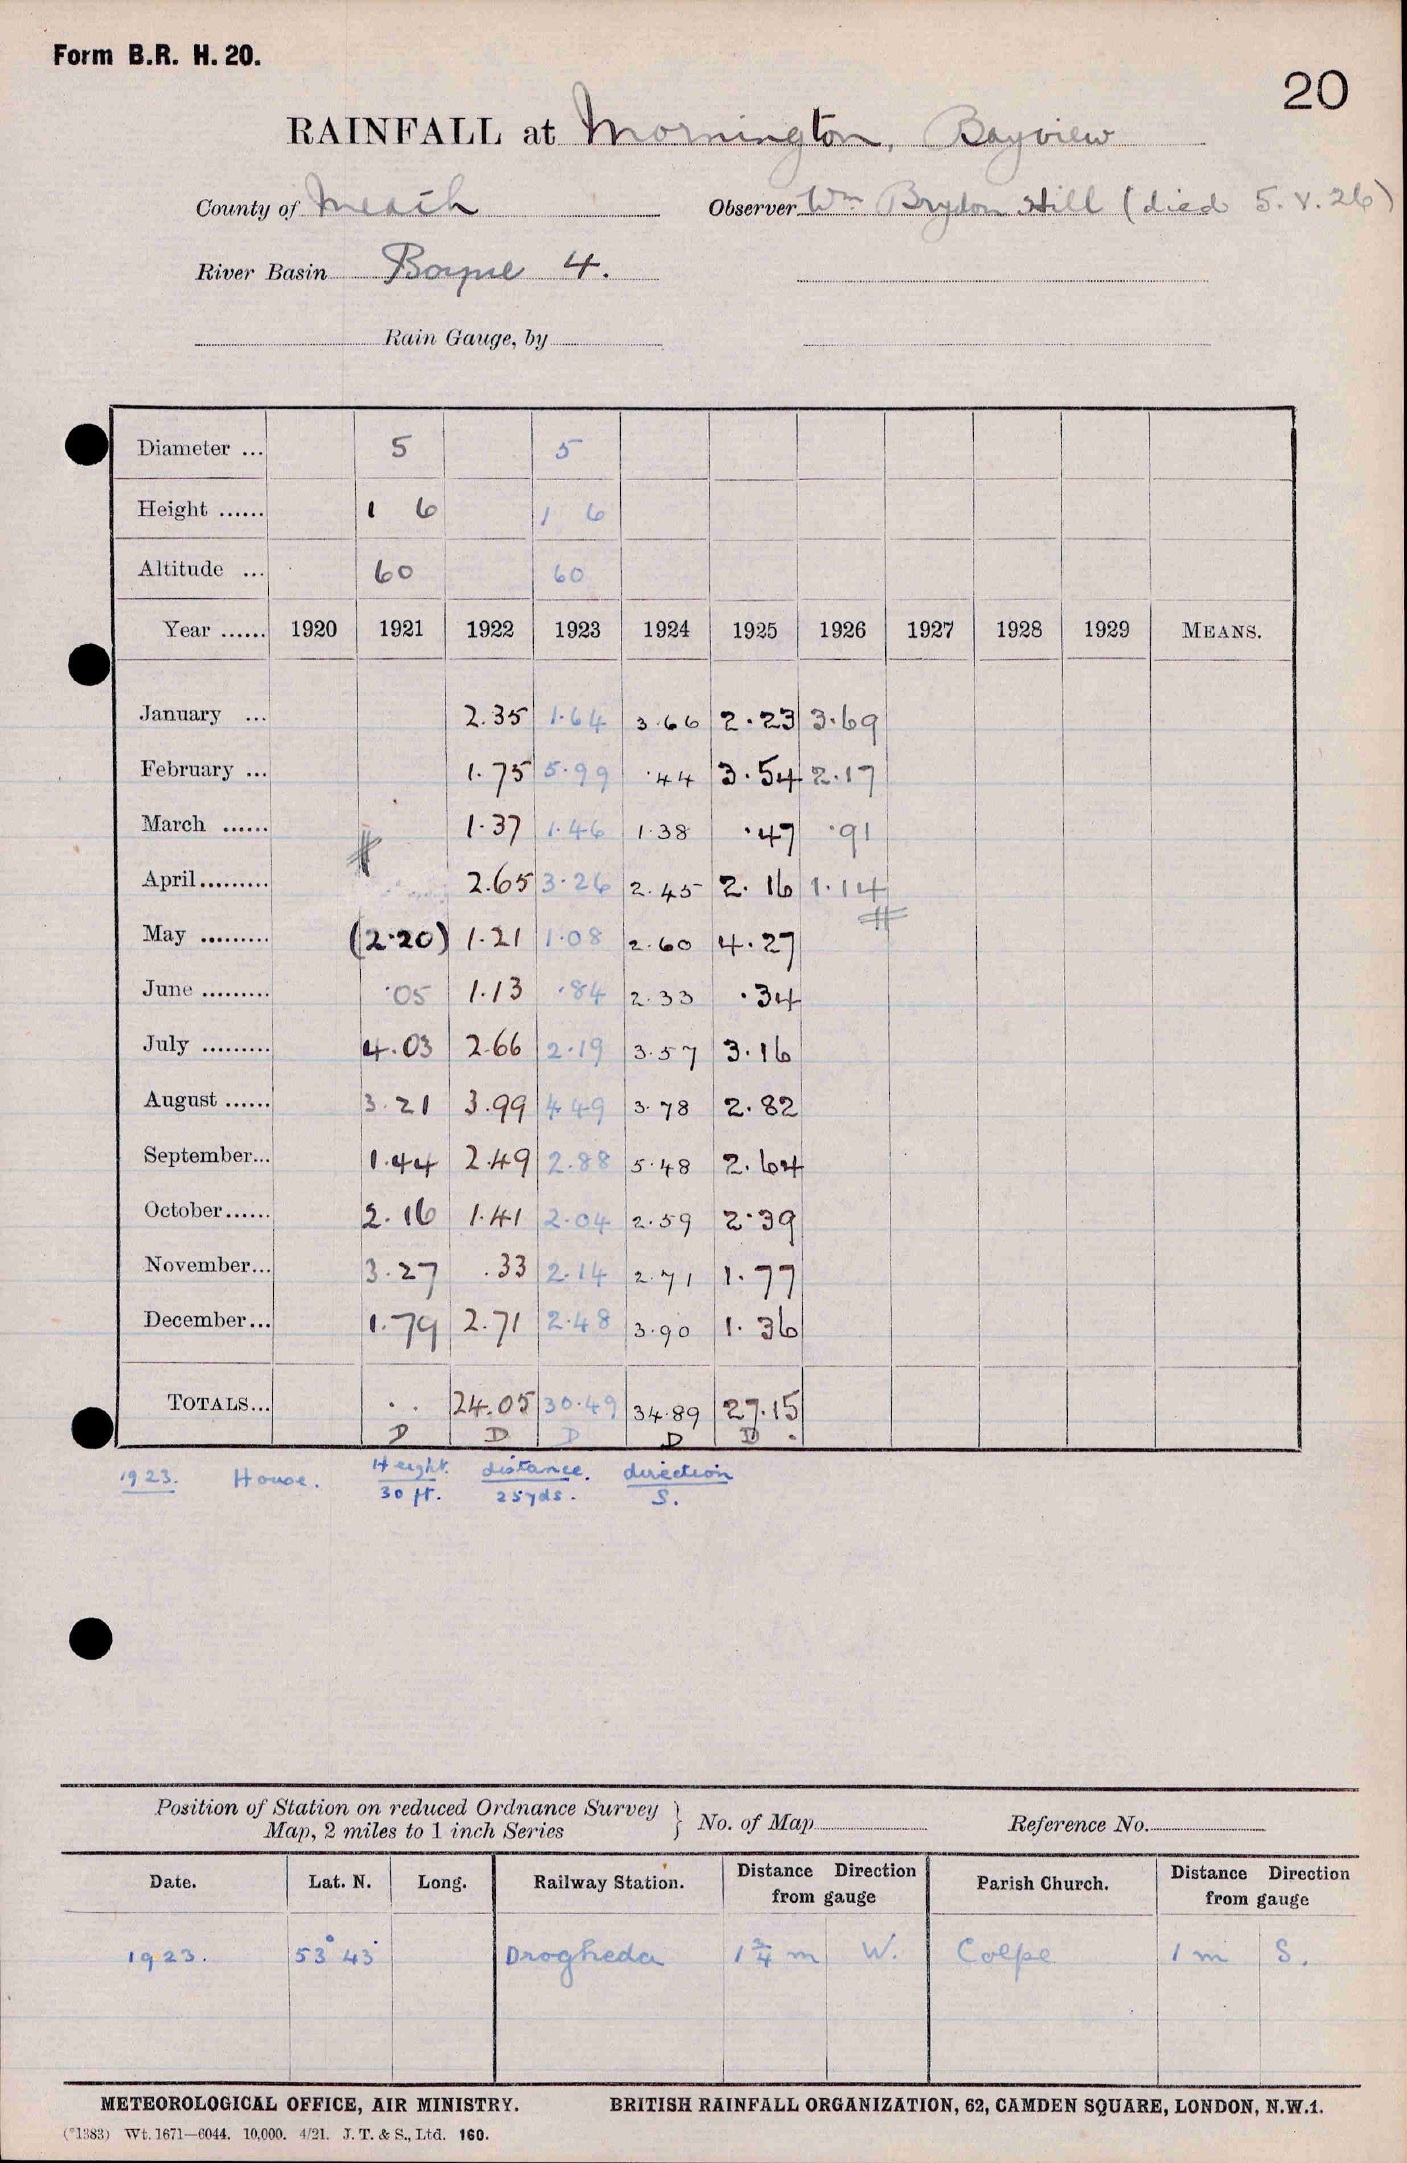 Form B.R. H. 20.
20
RAINFALL at Mornington, Bayview
County of Meath Observer Wm Brydon Hill (died 5.V.26)
River Basin Boyne 4.
Rain Gauge, by
Diameter ... 5 5
Height ...... 1 6 1 6
Altitude ... 60 60
Year ...... 1920 1921 1922 1923 1924 1925 1926 1927 1928 1929 MEANS.
January ... 2.35 1.64 3.66 2.23 3.69
February ... 1.75 5.99 .44 3.54 2.17
March ...... 1.37 1.46 1.38 .47 .91
April......... 2.65 3.26 2.45 2.16 1.14
May ......... (2.20) 1.21 1.08 2.60 4.27
June ......... .05 1.13 .84 2.33 .34
July ......... 4.03 2.66 2.19 3.57 3.16
August ...... 3.21 3.99 4.49 3.78 2.82
September... 1.44 2.49 2.88 5.48 2.64
October...... 2.16 1.41 2.04 2.59 2.39
November... 3.27 .33 2.14 2.71 1.77
December... 1.79 2.71 2.48 3.90 1.36
TOTALS... .. 24.05 30.49 34.89 27.15
D D D D D .
1923. House. Height. distance. direction
30 ft. 25yds. S.
Position of Station on reduced Ordnance Survey
Map, 2 miles to 1 inch Series } No. of Map Reference No.
Date. Lat. N. Long. Railway Station. Distance Direction from gauge Parish Church. Distance Direction from gauge
1923. 53° 43' Drogheda 1¾ m W. Colpe 1 m S.
METEOROLOGICAL OFFICE, AIR MINISTRY. BRITISH RAINFALL ORGANIZATION, 62, CAMDEN SQUARE, LONDON, N.W.1.
(*1383) Wt. 1671—6044. 10,000. 4/21. J. T. & S., Ltd. 160.